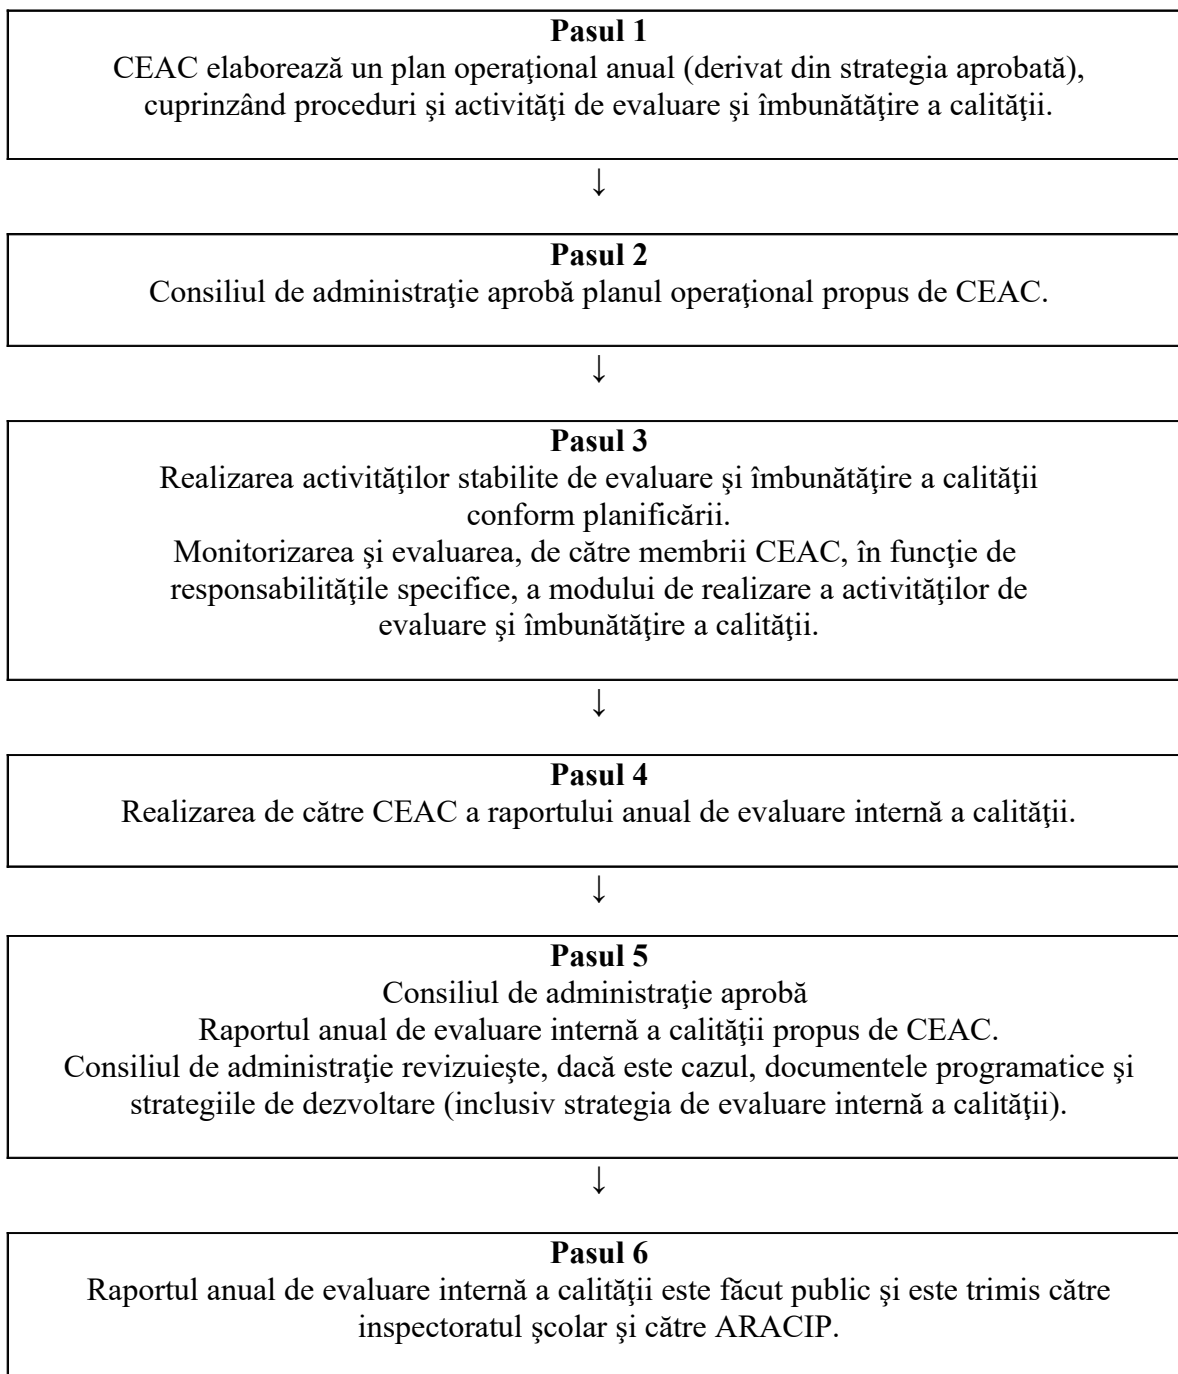 Pasul 1
CEAC elaborează un plan operaţional anual (derivat din strategia aprobată),
cuprinzând proceduri şi activităţi de evaluare şi îmbunătăţire a calităţii.
↓
Pasul 2
Consiliul de administraţie aprobă planul operaţional propus de CEAC.
↓
Pasul 3
Realizarea activităţilor stabilite de evaluare şi îmbunătăţire a calităţii
conform planificării.
Monitorizarea şi evaluarea, de către membrii CEAC, în funcţie de
responsabilităţile specifice, a modului de realizare a activităţilor de
evaluare şi îmbunătăţire a calităţii.
↓
Pasul 4
Realizarea de către CEAC a raportului anual de evaluare internă a calităţii.
↓
Pasul 5
Consiliul de administraţie aprobă
Raportul anual de evaluare internă a calităţii propus de CEAC.
Consiliul de administraţie revizuieşte, dacă este cazul, documentele programatice şi
strategiile de dezvoltare (inclusiv strategia de evaluare internă a calităţii).
↓
Pasul 6
Raportul anual de evaluare internă a calităţii este făcut public şi este trimis către
inspectoratul şcolar şi către ARACIP.